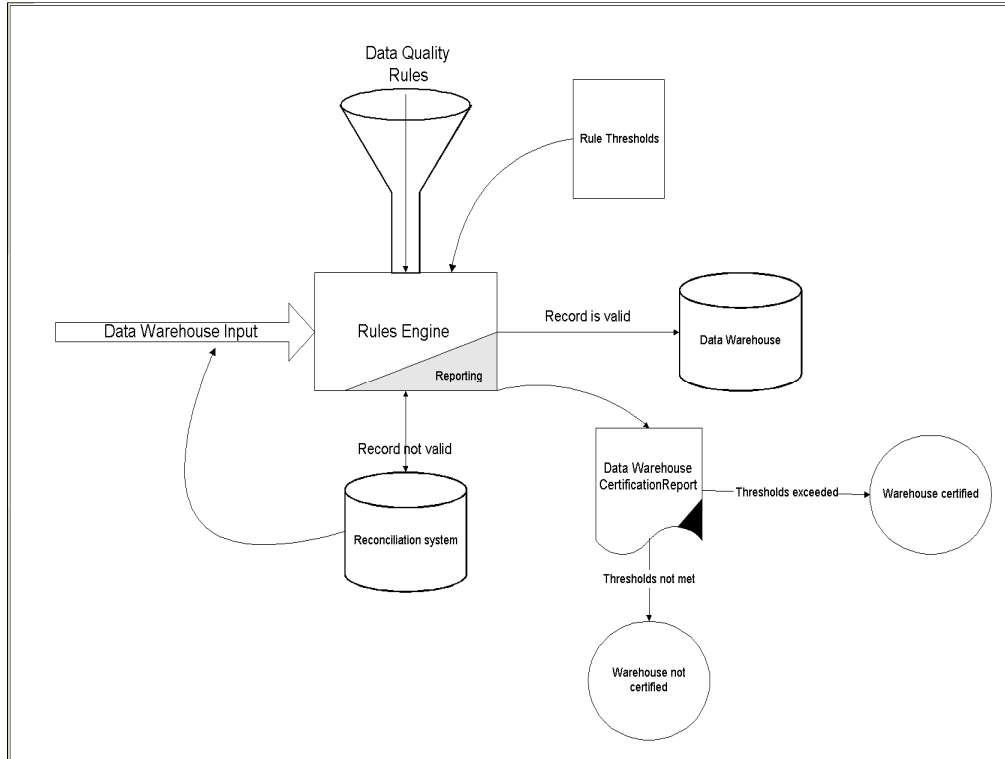 Data Quality
Rules
Rule Thresholds
Data Warehouse Input
Rules Engine
Reporting
Record is valid
Data Warehouse
Record not valid
Reconciliation system
Data Warehouse
CertificationReport
Thresholds exceeded
Warehouse certified
Thresholds not met
Warehouse not
certified